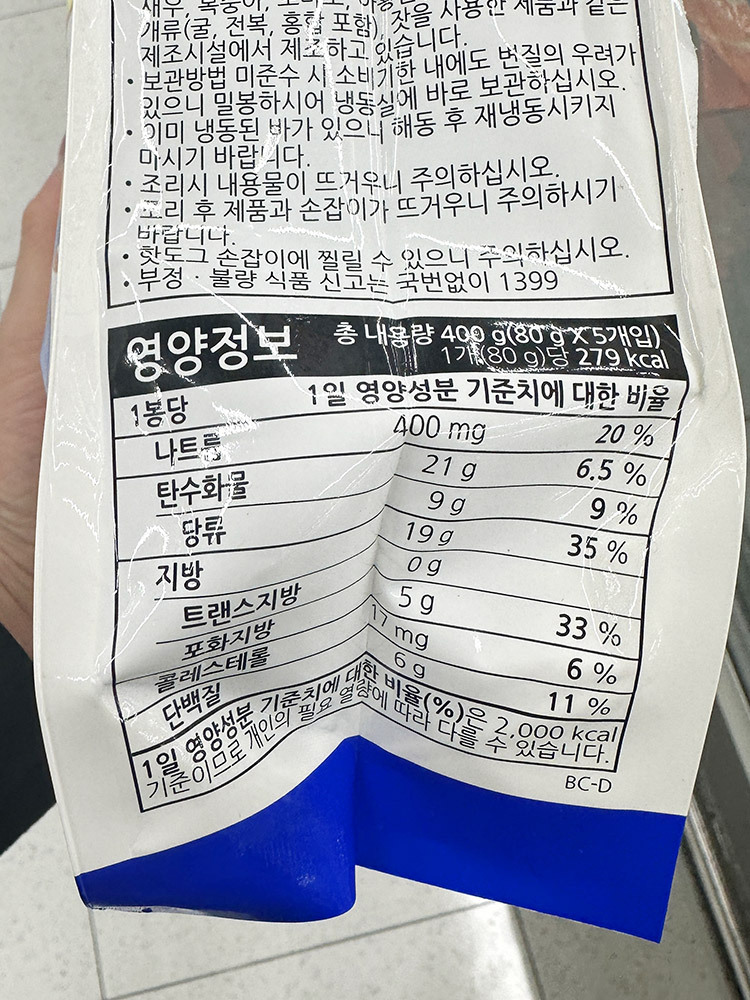 새우, 복숭아, 토마토,
개류(굴, 전복, 홍합 포함), 잣을 사용한 제품과 같은
제조시설에서 제조하고 있습니다.
• 보관방법 미준수 시 소비기한 내에도 변질의 우려가
있으니 밀봉하시어 냉동실에 바로 보관하십시오.
• 이미 냉동된 바가 있으니 해동 후 재냉동시키지
마시기 바랍니다.
• 조리시 내용물이 뜨거우니 주의하십시오.
• 조리 후 제품과 손잡이가 뜨거우니 주의하시기
바랍니다.
• 핫도그 손잡이에 찔릴 수 있으니 주의하십시오.
• 부정 · 불량 식품 신고는 국번없이 1399
영양정보 총 내용량 400 g(80 g X 5개입)
1개(80 g)당 279 kcal
1봉당 1일 영양성분 기준치에 대한 비율
나트륨 400 mg 20 %
탄수화물 21 g 6.5 %
당류 9 g 9 %
지방 19 g 35 %
트랜스지방 0 g
포화지방 5 g 33 %
콜레스테롤 17 mg 6 %
단백질 6 g 11 %
1일 영양성분 기준치에 대한 비율(%)은 2,000 kcal
기준이므로 개인의 필요 열량에 따라 다를 수 있습니다.
BC-D